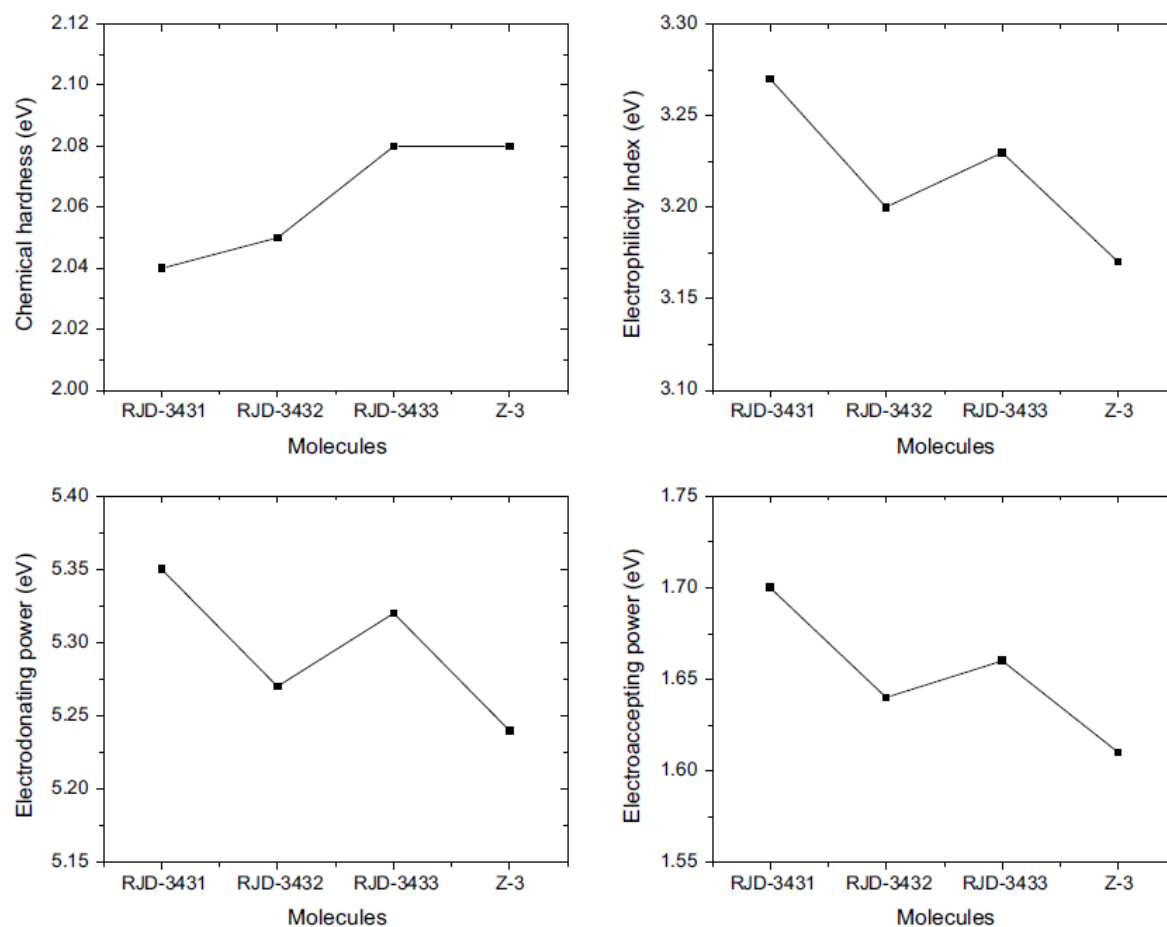 Chemical hardness (eV)
2.12
2.10
2.08
2.06
2.04
2.02
2.00
RJD-3431 RJD-3432 RJD-3433 Z-3
Molecules
Electrophilicity Index (eV)
3.30
3.25
3.20
3.15
3.10
RJD-3431 RJD-3432 RJD-3433 Z-3
Molecules
Electrodonating power (eV)
5.40
5.35
5.30
5.25
5.20
5.15
RJD-3431 RJD-3432 RJD-3433 Z-3
Molecules
Electroaccepting power (eV)
1.75
1.70
1.65
1.60
1.55
RJD-3431 RJD-3432 RJD-3433 Z-3
Molecules